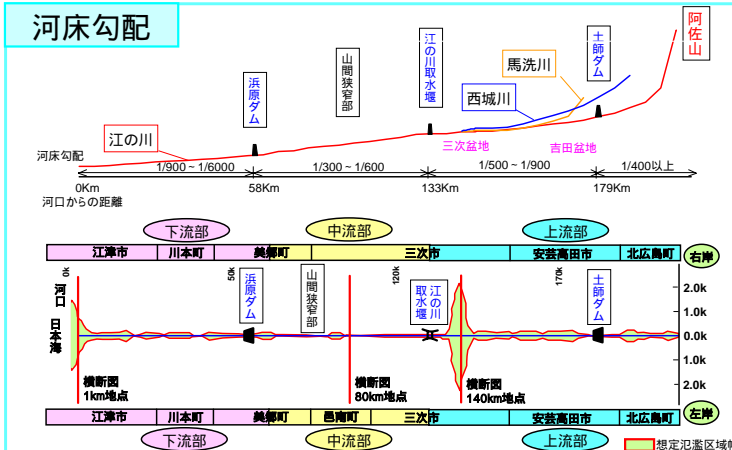 河床勾配
阿佐山
土師ダム
馬洗川
江の川取水堰
山間狭窄部
浜原ダム
西城川
江の川
三次盆地
吉田盆地
河床勾配
1/900～1/6000
1/300～1/600
1/500～1/900
1/400以上
0Km
58Km
133Km
179Km
河口からの距離
下流部
中流部
上流部
江津市
川本町
美郷町
三次市
安芸高田市
北広島町
右岸
0k
50k
120k
170k
河口
日本海
浜原ダム
山間狭窄部
江の川
取水堰
土師ダム
2.0k
1.0k
0.0k
1.0k
2.0k
横断図
1km地点
横断図
80km地点
横断図
140km地点
江津市
川本町
美郷町
邑南町
三次市
安芸高田市
北広島町
左岸
下流部
中流部
上流部
想定氾濫区域